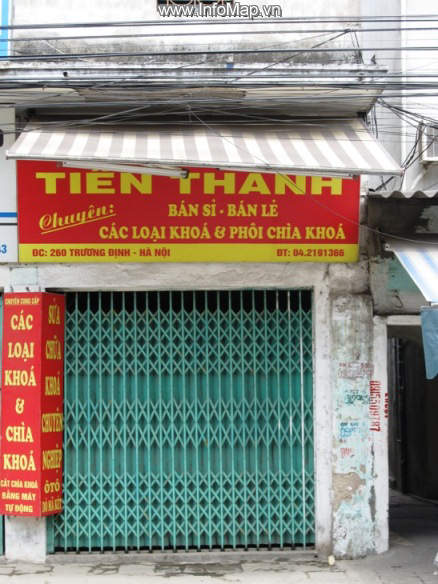 www.InfoMap.vn
TIẾN THÀNH
Chuyên:
BÁN SỈ - BÁN LẺ
CÁC LOẠI KHOÁ & PHÔI CHÌA KHOÁ
ĐC: 260 TRƯƠNG ĐỊNH - HÀ NỘI
ĐT: 04.2191366
CHUYÊN CUNG CẤP
CÁC
LOẠI
KHOÁ
&
CHÌA
KHOÁ
CẮT CHÌA KHOÁ
BẰNG MÁY
TỰ ĐỘNG
SỬA
CHỮA
KHOÁ
CHUYÊN
NGHIỆP
ÔTÔ